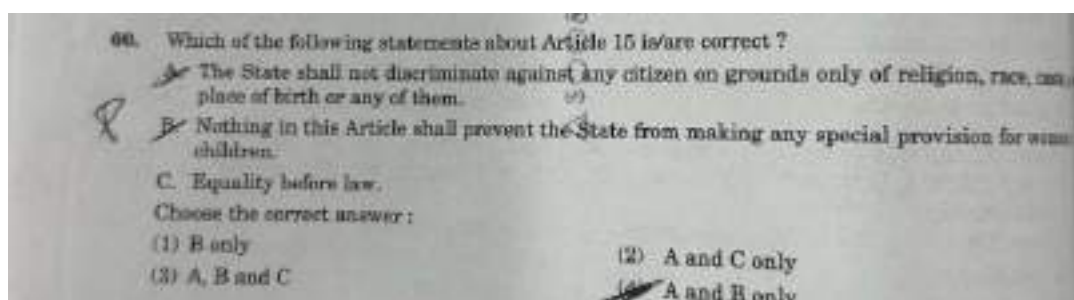 60. Which of the following statements about Article 15 is/are correct ?
A. The State shall not discriminate against any citizen on grounds only of religion, race,
place of birth or any of them.
B. Nothing in this Article shall prevent the State from making any special provision for
children.
C. Equality before law.
Choose the correct answer :
(1) B only
(2) A and C only
(3) A, B and C
A and B only